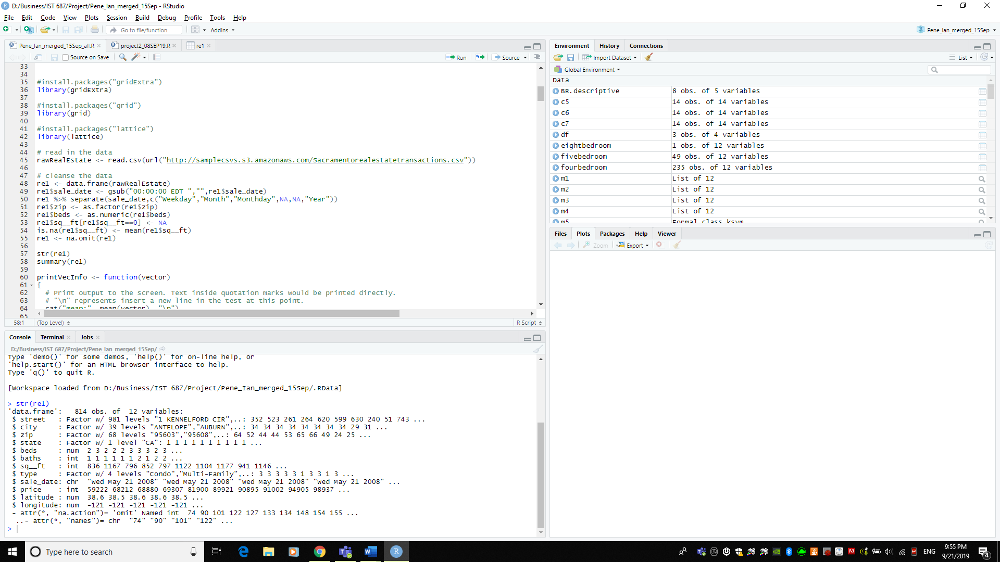 D:/Business/IST 687/Project/Pene_Ian_merged_15Sep - RStudio
File Edit Code View Plots Session Build Debug Profile Tools Help
Go to file/function Addins Pene_Ian_merged_15Sep
Pene_Ian_merged_15Sep_all.R project2_08SEP19.R re1
Source on Save Run Source
33
34
35 #install.packages("gridExtra")
36 library(gridExtra)
37
38 #install.packages("grid")
39 library(grid)
40
41 #install.packages("lattice")
42 library(lattice)
43
44 # read in the data
45 rawRealEstate <- read.csv(url("http://samplecsvs.s3.amazonaws.com/Sacramentorealestatetransactions.csv"))
46
47 # cleanse the data
48 re1 <- data.frame(rawRealEstate)
49 re1$sale_date <- gsub("00:00:00 EDT ","",re1$sale_date)
50 re1 %>% separate(sale_date,c("Weekday","Month","Monthday",NA,NA,"Year"))
51 re1$zip <- as.factor(re1$zip)
52 re1$beds <- as.numeric(re1$beds)
53 re1$sq__ft[re1$sq__ft==0] <- NA
54 is.na(re1$sq__ft) <- mean(re1$sq__ft)
55 re1 <- na.omit(re1)
56
57 str(re1)
58 summary(re1)
59
60 printVecInfo <- function(vector)
61 {
62 # Print output to the screen. Text inside quotation marks would be printed directly.
63 # "\n" represents insert a new line in the test at this point.
64 cat("mean:", mean(vector), "\n")
65
58:1 (Top Level) R Script
Console Terminal Jobs
D:/Business/IST 687/Project/Pene_Ian_merged_15Sep/
Type 'demo()' for some demos, 'help()' for on-line help, or
'help.start()' for an HTML browser interface to help.
Type 'q()' to quit R.
[Workspace loaded from D:/Business/IST 687/Project/Pene_Ian_merged_15Sep/.RData]
> str(re1)
'data.frame': 814 obs. of 12 variables:
$ street : Factor w/ 981 levels "1 KENNELFORD CIR",..: 352 523 261 264 620 599 630 240 51 743 ...
$ city : Factor w/ 39 levels "ANTELOPE","AUBURN",..: 34 34 34 34 34 34 34 34 29 31 ...
$ zip : Factor w/ 68 levels "95603","95608",..: 64 52 44 44 53 65 66 49 24 25 ...
$ state : Factor w/ 1 level "CA": 1 1 1 1 1 1 1 1 1 1 ...
$ beds : num 2 3 2 2 2 3 3 3 2 3 ...
$ baths : int 1 1 1 1 1 1 2 1 2 2 ...
$ sq__ft : int 836 1167 796 852 797 1122 1104 1177 941 1146 ...
$ type : Factor w/ 4 levels "Condo","Multi-Family",..: 3 3 3 3 3 1 3 3 1 3 ...
$ sale_date: chr "Wed May 21 2008" "Wed May 21 2008" "Wed May 21 2008" "Wed May 21 2008" ...
$ price : int 59222 68212 68880 69307 81900 89921 90895 91002 94905 98937 ...
$ latitude : num 38.6 38.5 38.6 38.6 38.5 ...
$ longitude: num -121 -121 -121 -121 -121 ...
- attr(*, "na.action")= 'omit' Named int 74 90 101 122 127 133 134 148 154 155 ...
..- attr(*, "names")= chr "74" "90" "101" "122" ...
>
Environment History Connections
Import Dataset List
Global Environment
Data
BR.descriptive 8 obs. of 5 variables
c5 14 obs. of 14 variables
c6 14 obs. of 14 variables
c7 14 obs. of 14 variables
df 3 obs. of 4 variables
eightbedroom 1 obs. of 12 variables
fivebedroom 49 obs. of 12 variables
fourbedroom 235 obs. of 12 variables
m1 List of 12
m2 List of 12
m3 List of 12
m4 List of 12
m5 Formal class ksvm
Files Plots Packages Help Viewer
Zoom Export
Type here to search
ENG
9:55 PM
9/21/2019
4